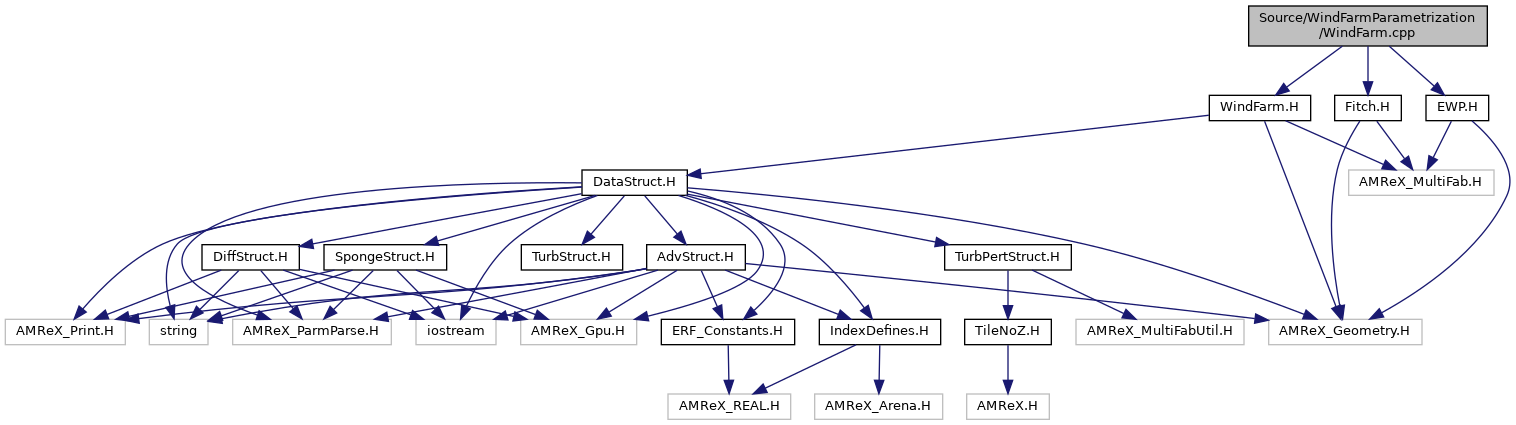 Source/WindFarmParametrization
/WindFarm.cpp
WindFarm.H
Fitch.H
EWP.H
DataStruct.H
AMReX_MultiFab.H
DiffStruct.H
SpongeStruct.H
TurbStruct.H
AdvStruct.H
TurbPertStruct.H
AMReX_Print.H
string
AMReX_ParmParse.H
iostream
AMReX_Gpu.H
ERF_Constants.H
IndexDefines.H
TileNoZ.H
AMReX_MultiFabUtil.H
AMReX_Geometry.H
AMReX_REAL.H
AMReX_Arena.H
AMReX.H